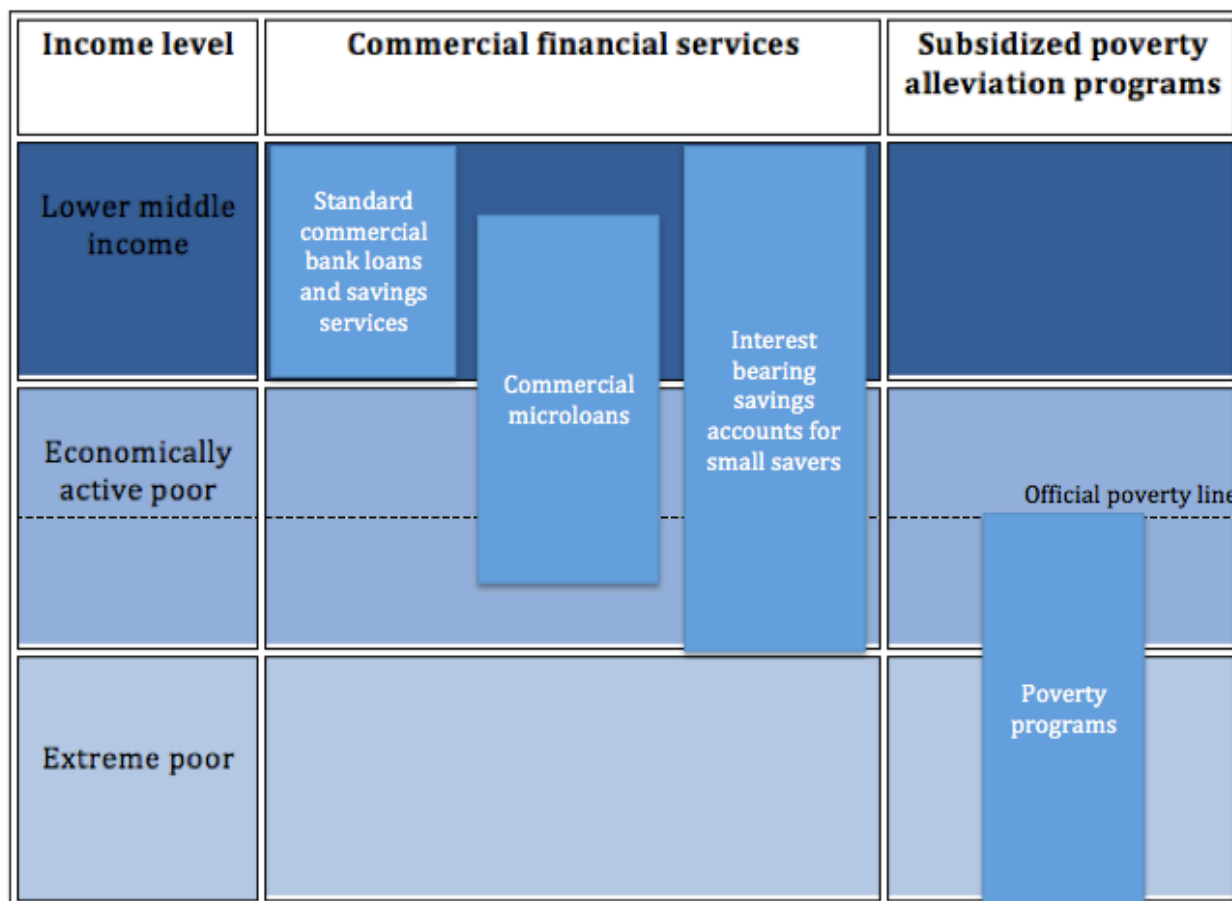 Income level
Commercial financial services
Subsidized poverty
alleviation programs
Lower middle
income
Standard
commercial
bank loans
and savings
services
Commercial
microloans
Interest
bearing
savings
accounts for
small savers
Economically
active poor
Official poverty line
Extreme poor
Poverty
programs